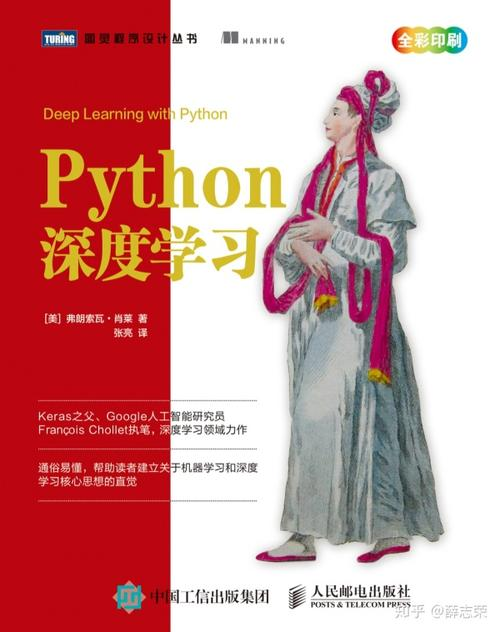 TURING 图灵程序设计丛书 MANNING 全彩印刷
Deep Learning with Python
Python
深度学习
[美] 弗朗索瓦·肖莱 著
张亮 译
Keras之父、Google人工智能研究员
François Chollet执笔，深度学习领域力作
通俗易懂，帮助读者建立关于机器学习和深度
学习核心思想的直觉
中国工信出版集团 人民邮电出版社
POSTS & TELECOM PRESS
知乎 @薛志荣